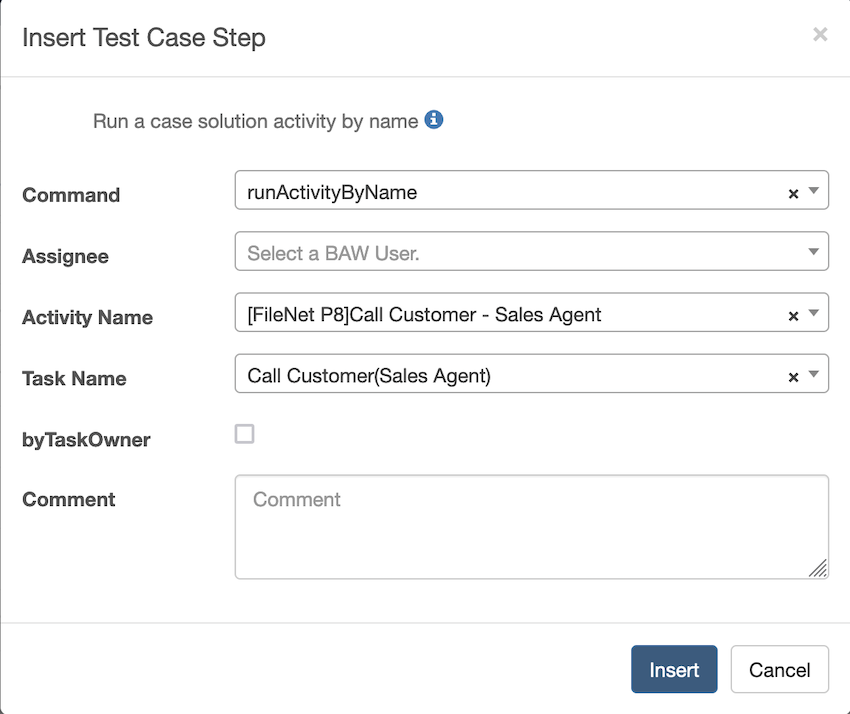 Insert Test Case Step ×
Run a case solution activity by name
Command runActivityByName ×
Assignee Select a BAW User.
Activity Name [FileNet P8]Call Customer - Sales Agent ×
Task Name Call Customer(Sales Agent) ×
byTaskOwner
Comment Comment
Insert Cancel